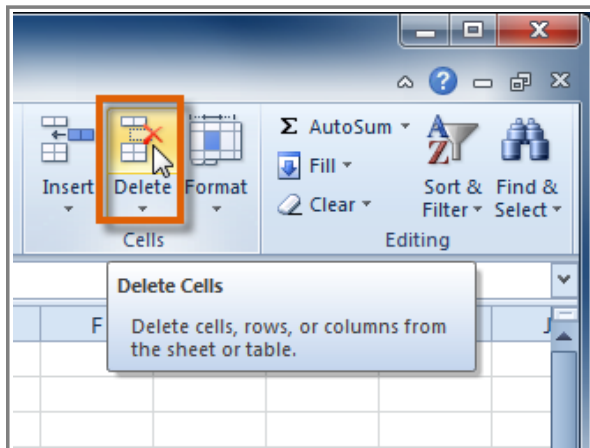 Insert Delete Format
Cells
Σ AutoSum
Fill
Clear
A
Z
Sort &
Filter
Find &
Select
Editing
Delete Cells
Delete cells, rows, or columns from
the sheet or table.
F
J